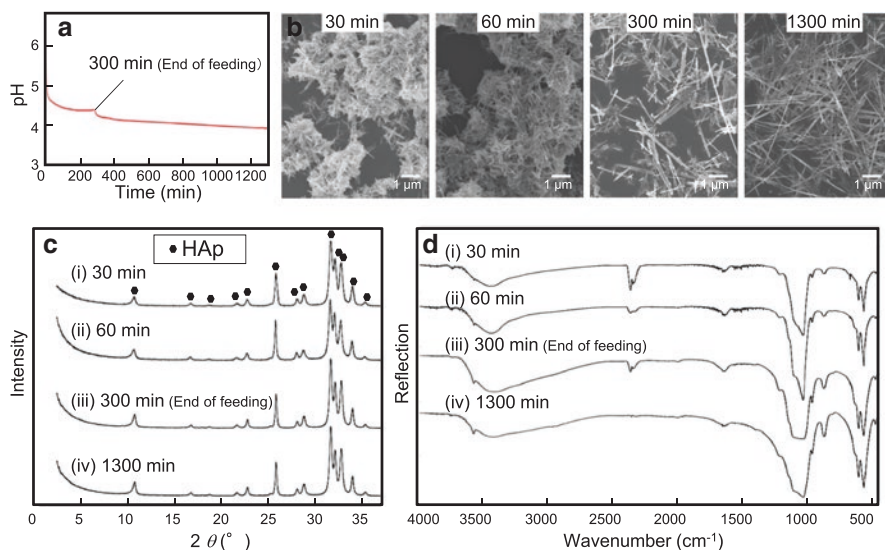 a
6
5
4
3
pH
300 min (End of feeding)
0 200 400 600 800 1000 1200
Time (min)
b
30 min
60 min
300 min
1300 min
1 µm
1 µm
1 µm
1 µm
c
HAp
(i) 30 min
(ii) 60 min
(iii) 300 min (End of feeding)
(iv) 1300 min
Intensity
0 5 10 15 20 25 30 35
2 θ (°)
d
(i) 30 min
(ii) 60 min
(iii) 300 min (End of feeding)
(iv) 1300 min
Reflection
4000 3500 3000 2500 2000 1500 1000 500
Wavenumber (cm-1)